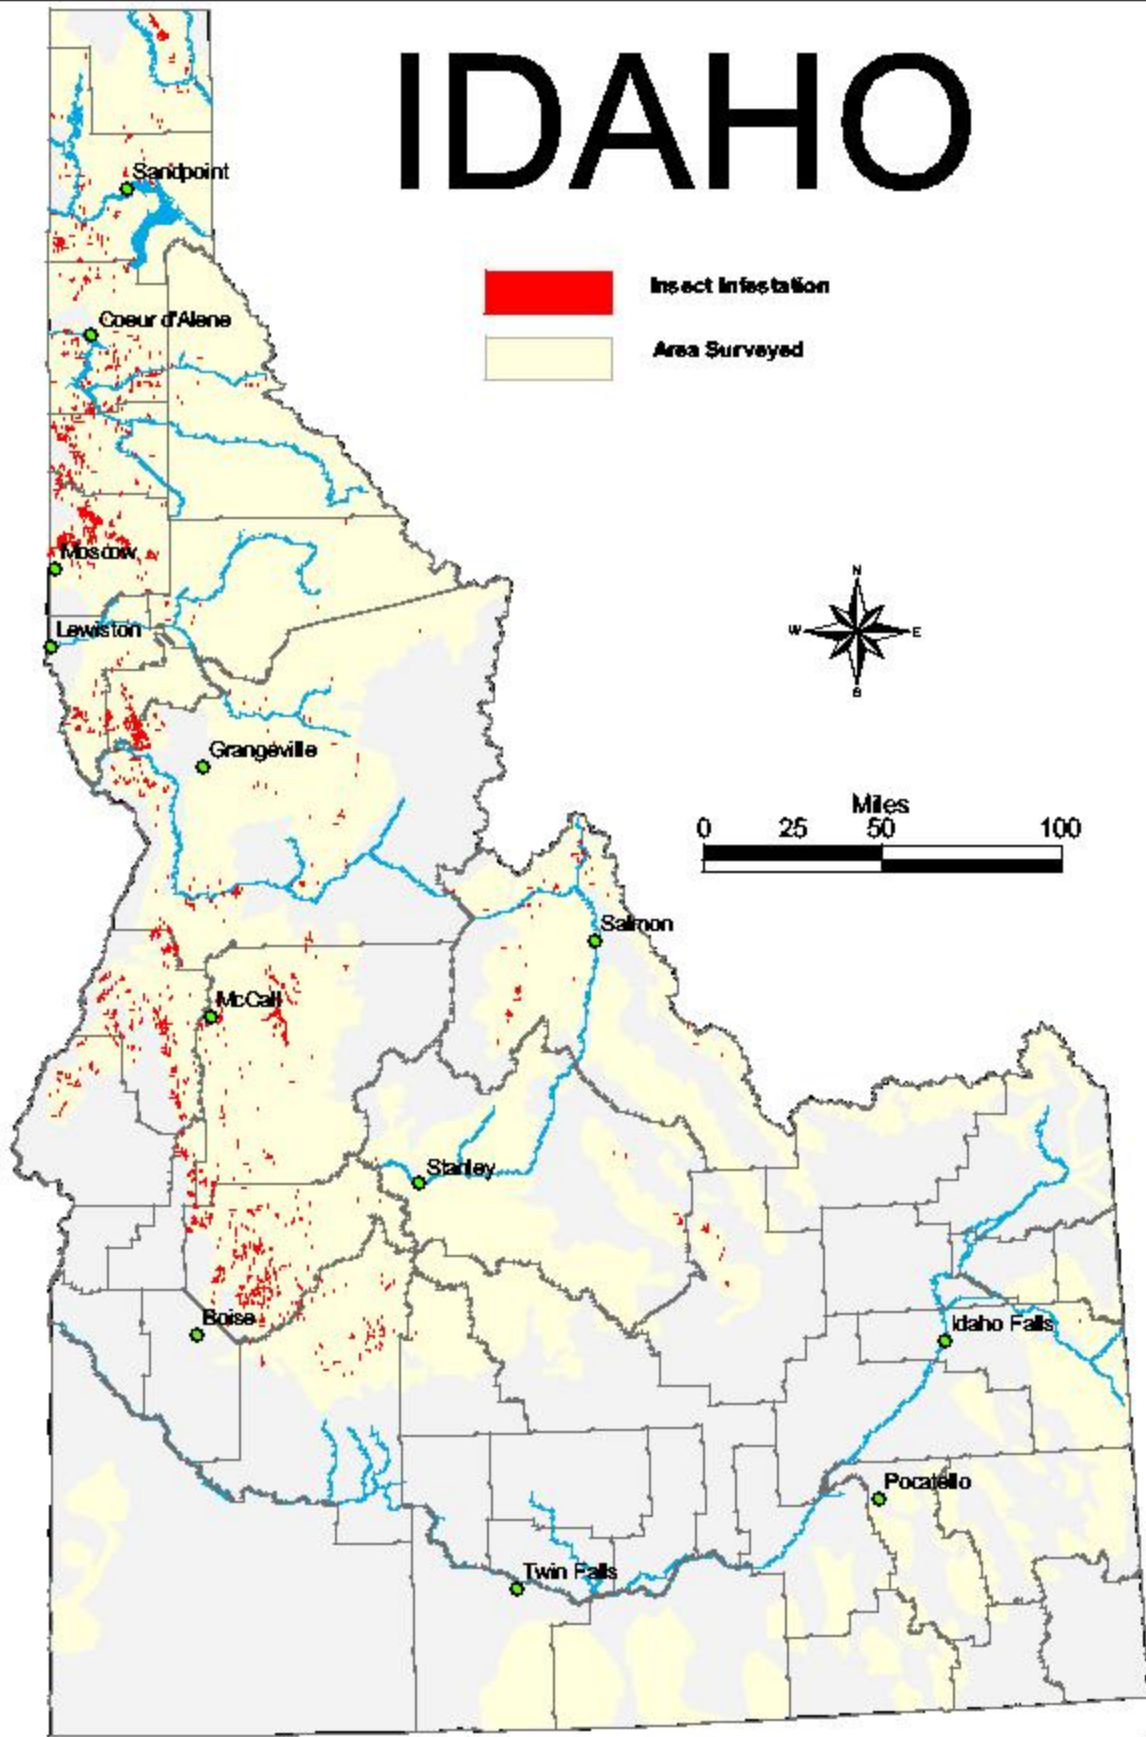 IDAHO
Sandpoint
Insect Infestation
Coeur d'Alene
Area Surveyed
Moscow
N
W E
S
Lewiston
Grangeville
Miles
0 25 50 100
Salmon
McCall
Stanley
Boise
Idaho Falls
Pocatello
Twin Falls